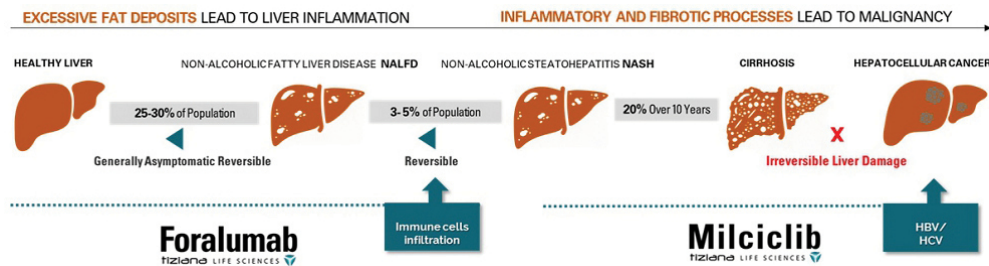 EXCESSIVE FAT DEPOSITS LEAD TO LIVER INFLAMMATION
INFLAMMATORY AND FIBROTIC PROCESSES LEAD TO MALIGNANCY
HEALTHY LIVER
NON-ALCOHOLIC FATTY LIVER DISEASE NALFD
NON-ALCOHOLIC STEATOHEPATITIS NASH
CIRRHOSIS
HEPATOCELLULAR CANCER
25-30% of Population
3-5% of Population
20% Over 10 Years
X
Generally Asymptomatic Reversible
Reversible
Irreversible Liver Damage
Immune cells
infiltration
HBV/
HCV
Foralumab
tiziana LIFE SCIENCES
Milciclib
tiziana LIFE SCIENCES